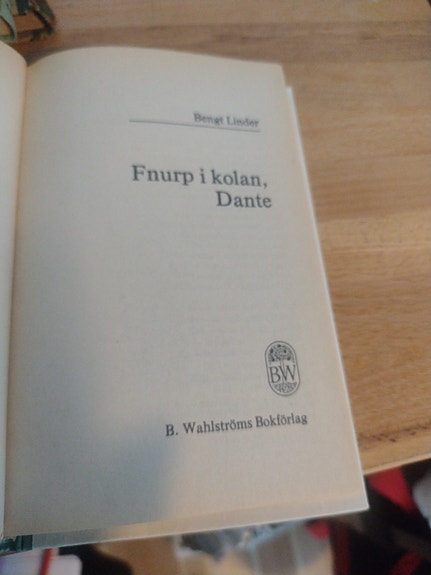 Bengt Linder
Fnurp i kolan,
Dante
BW
B. Wahlströms Bokförlag